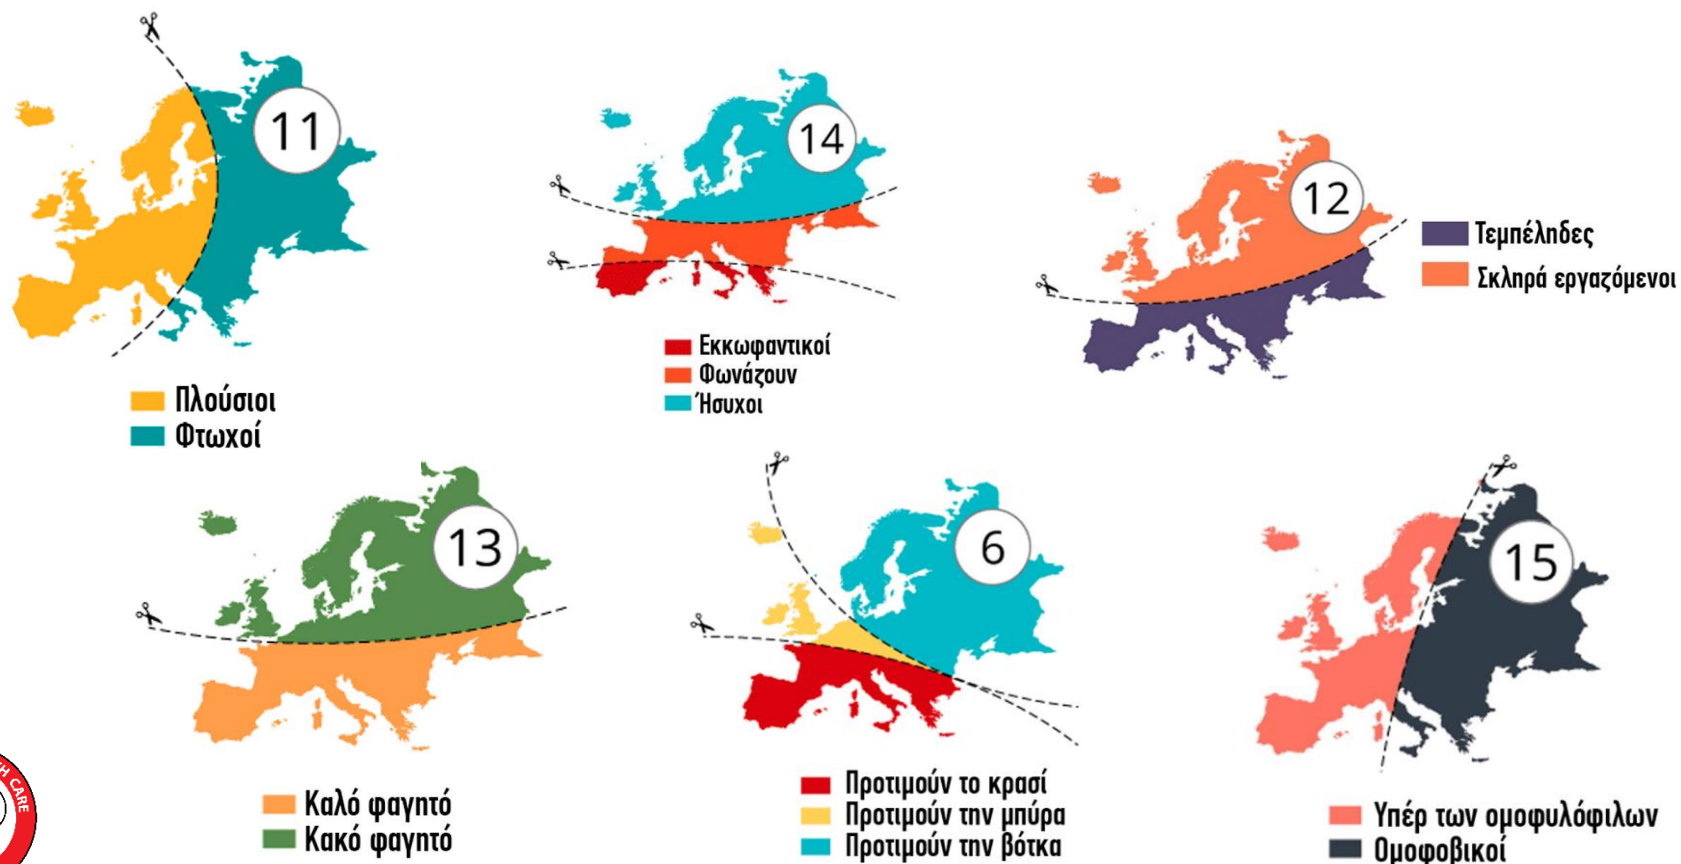 11
14
12
Τεμπέληδες
Σκληρά εργαζόμενοι
Εκκωφαντικοί
Φωνάζουν
Ήσυχοι
Πλούσιοι
Φτωχοί
13
6
15
Καλό φαγητό
Κακό φαγητό
Προτιμούν το κρασί
Προτιμούν την μπύρα
Προτιμούν την βότκα
Υπέρ των ομοφυλόφιλων
Ομοφοβικοί
CARE